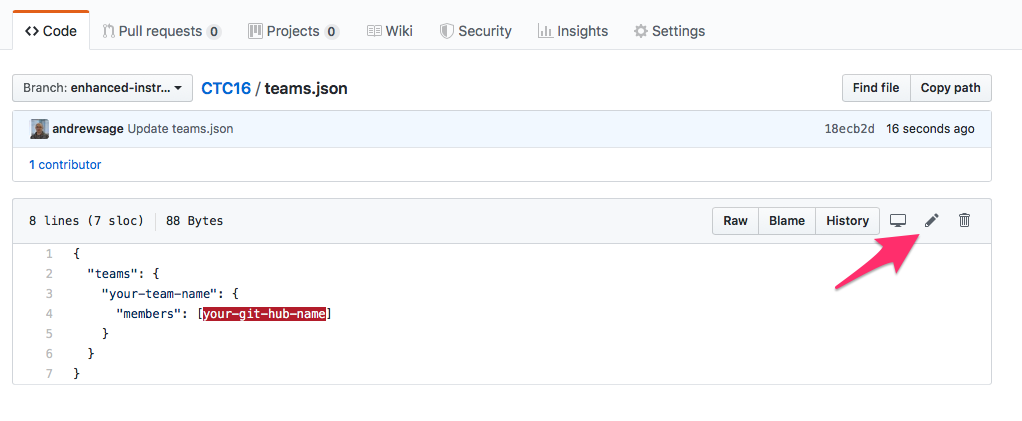 Code Pull requests 0 Projects 0 Wiki Security Insights Settings
Branch: enhanced-instr... CTC16 / teams.json Find file Copy path
andrewsage Update teams.json 18ecb2d 16 seconds ago
1 contributor
8 lines (7 sloc) 88 Bytes Raw Blame History
1 {
2 "teams": {
3 "your-team-name": {
4 "members": [your-git-hub-name]
5 }
6 }
7 }